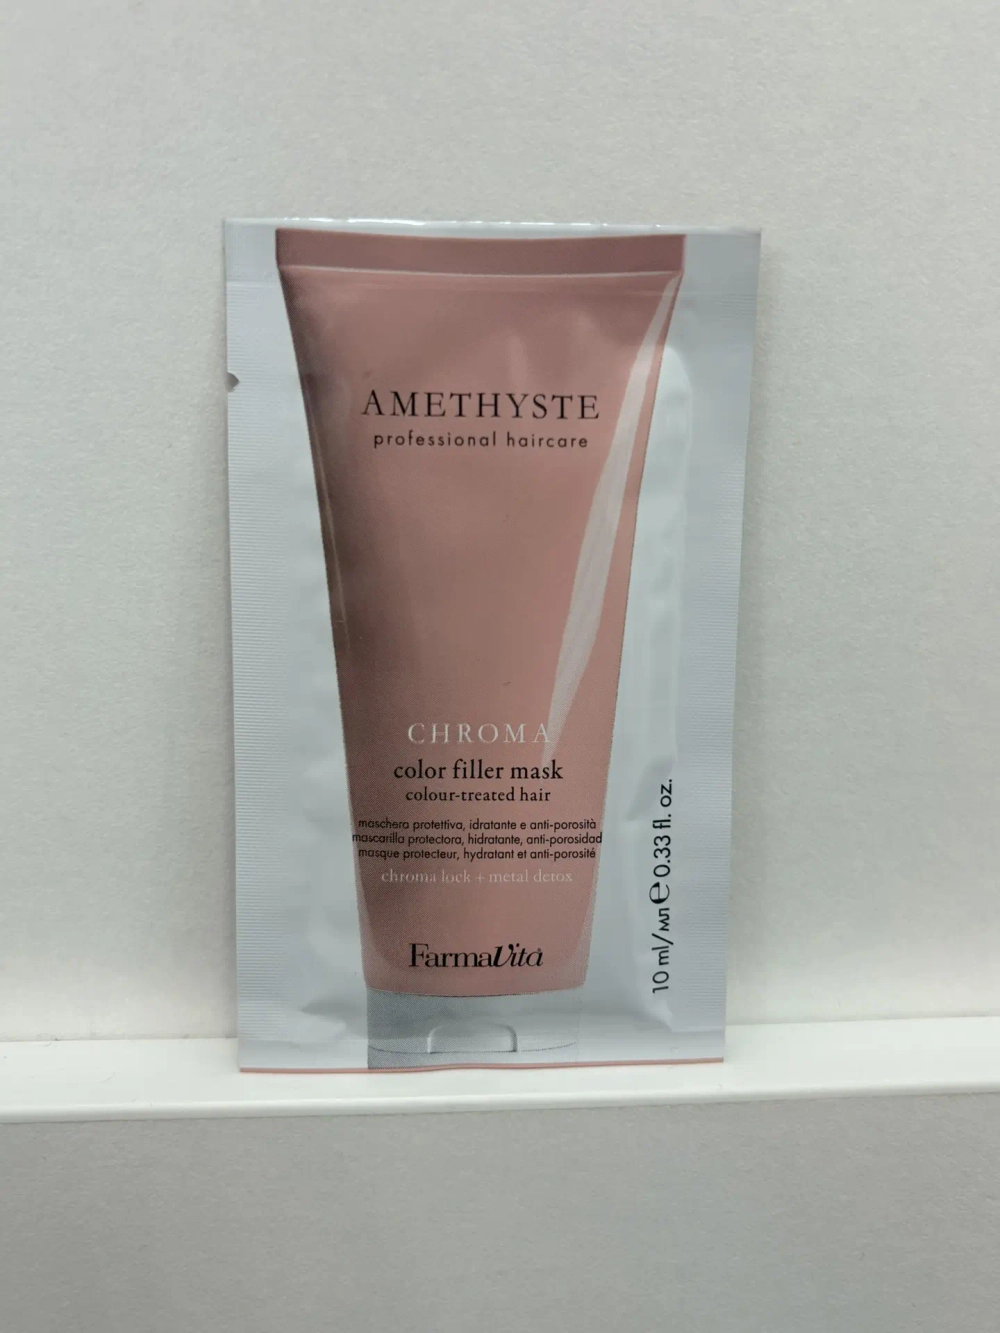 AMETHYSTE
professional haircare
CHROMA
color filler mask
colour-treated hair
maschera protettiva, idratante e anti-porosità
mascarilla protectora, hidratante, anti-porosidad
masque protecteur, hydratant et anti-porosité
chroma lock + metal detox
FarmaVita®
10 ml/мл ℮ 0.33 fl. oz.